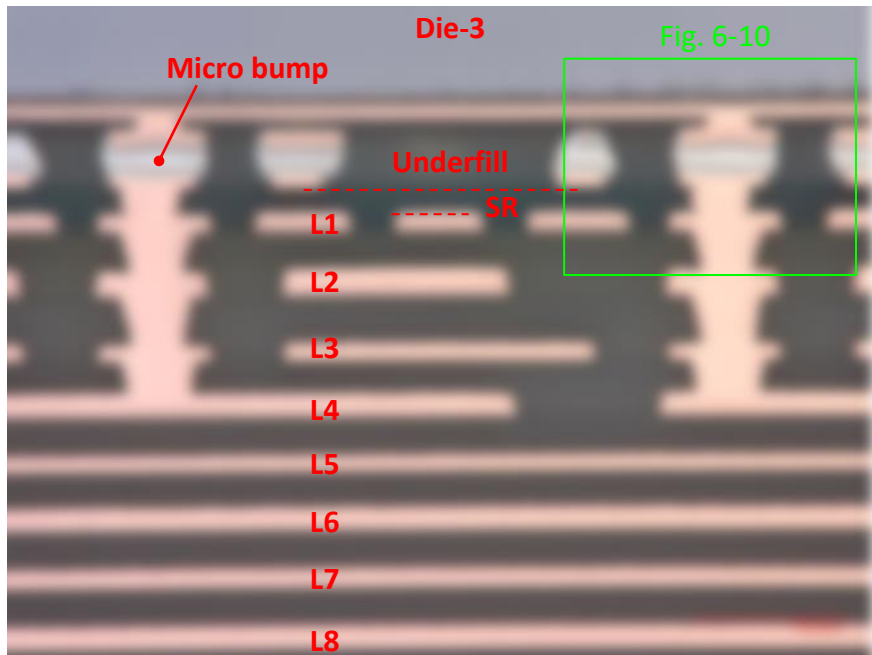 Die-3
Fig. 6-10
Micro bump
Underfill
SR
L1
L2
L3
L4
L5
L6
L7
L8